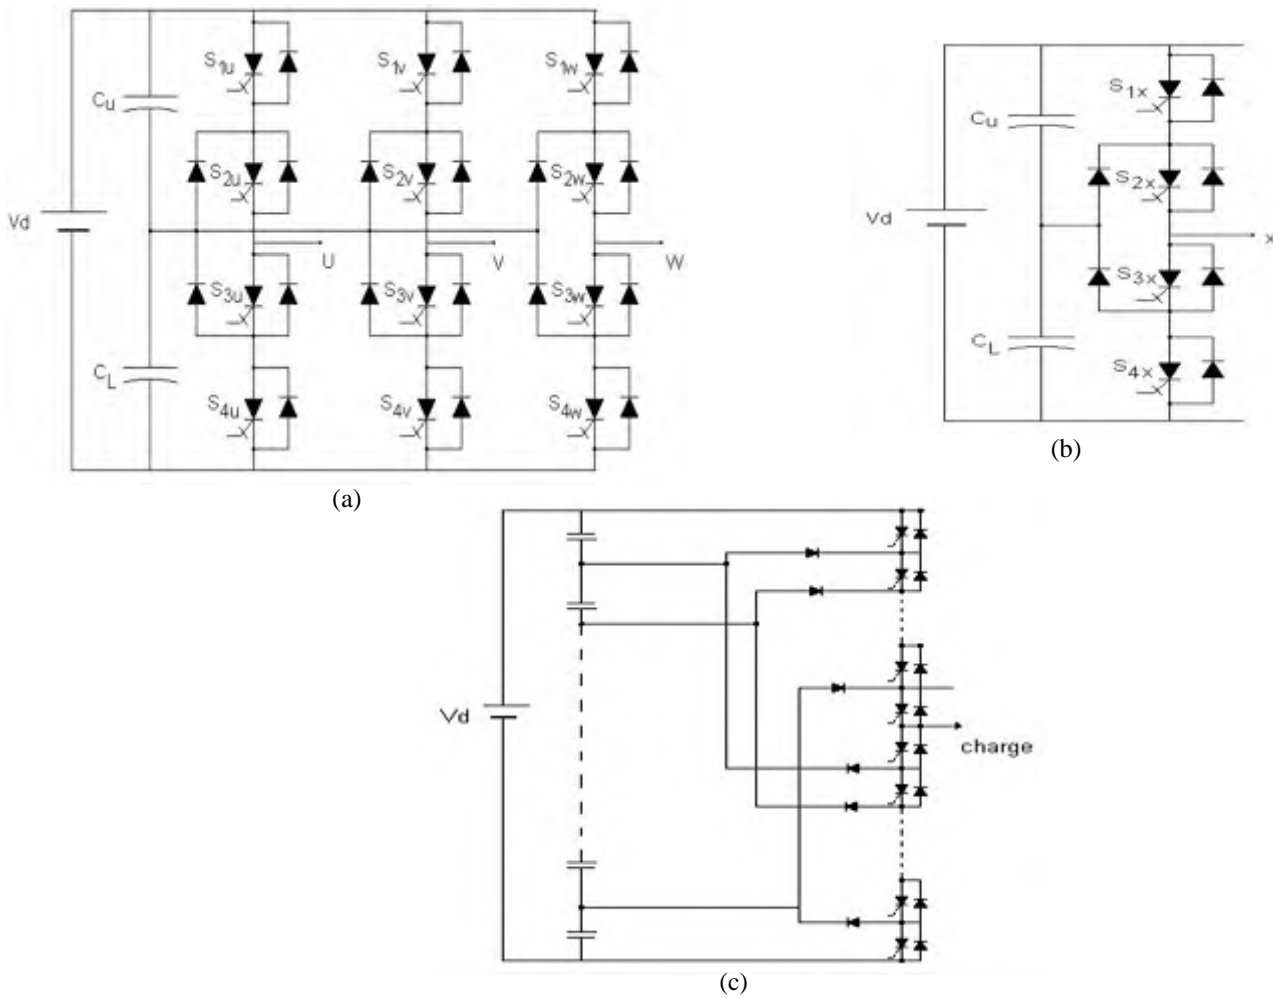 S1u S1v S1w
Cu
S2u S2v S2w
Vd
U V W
S3u S3v S3w
CL
S4u S4v S4w
(a)
S1x
Cu
S2x
Vd
x
S3x
CL
S4x
(b)
Vd
charge
(c)